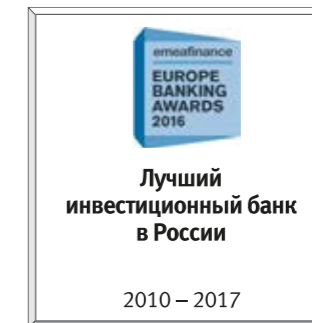 emeafinance
EUROPE
BANKING
AWARDS
2016
Лучший
инвестиционный банк
в России
2010 – 2017